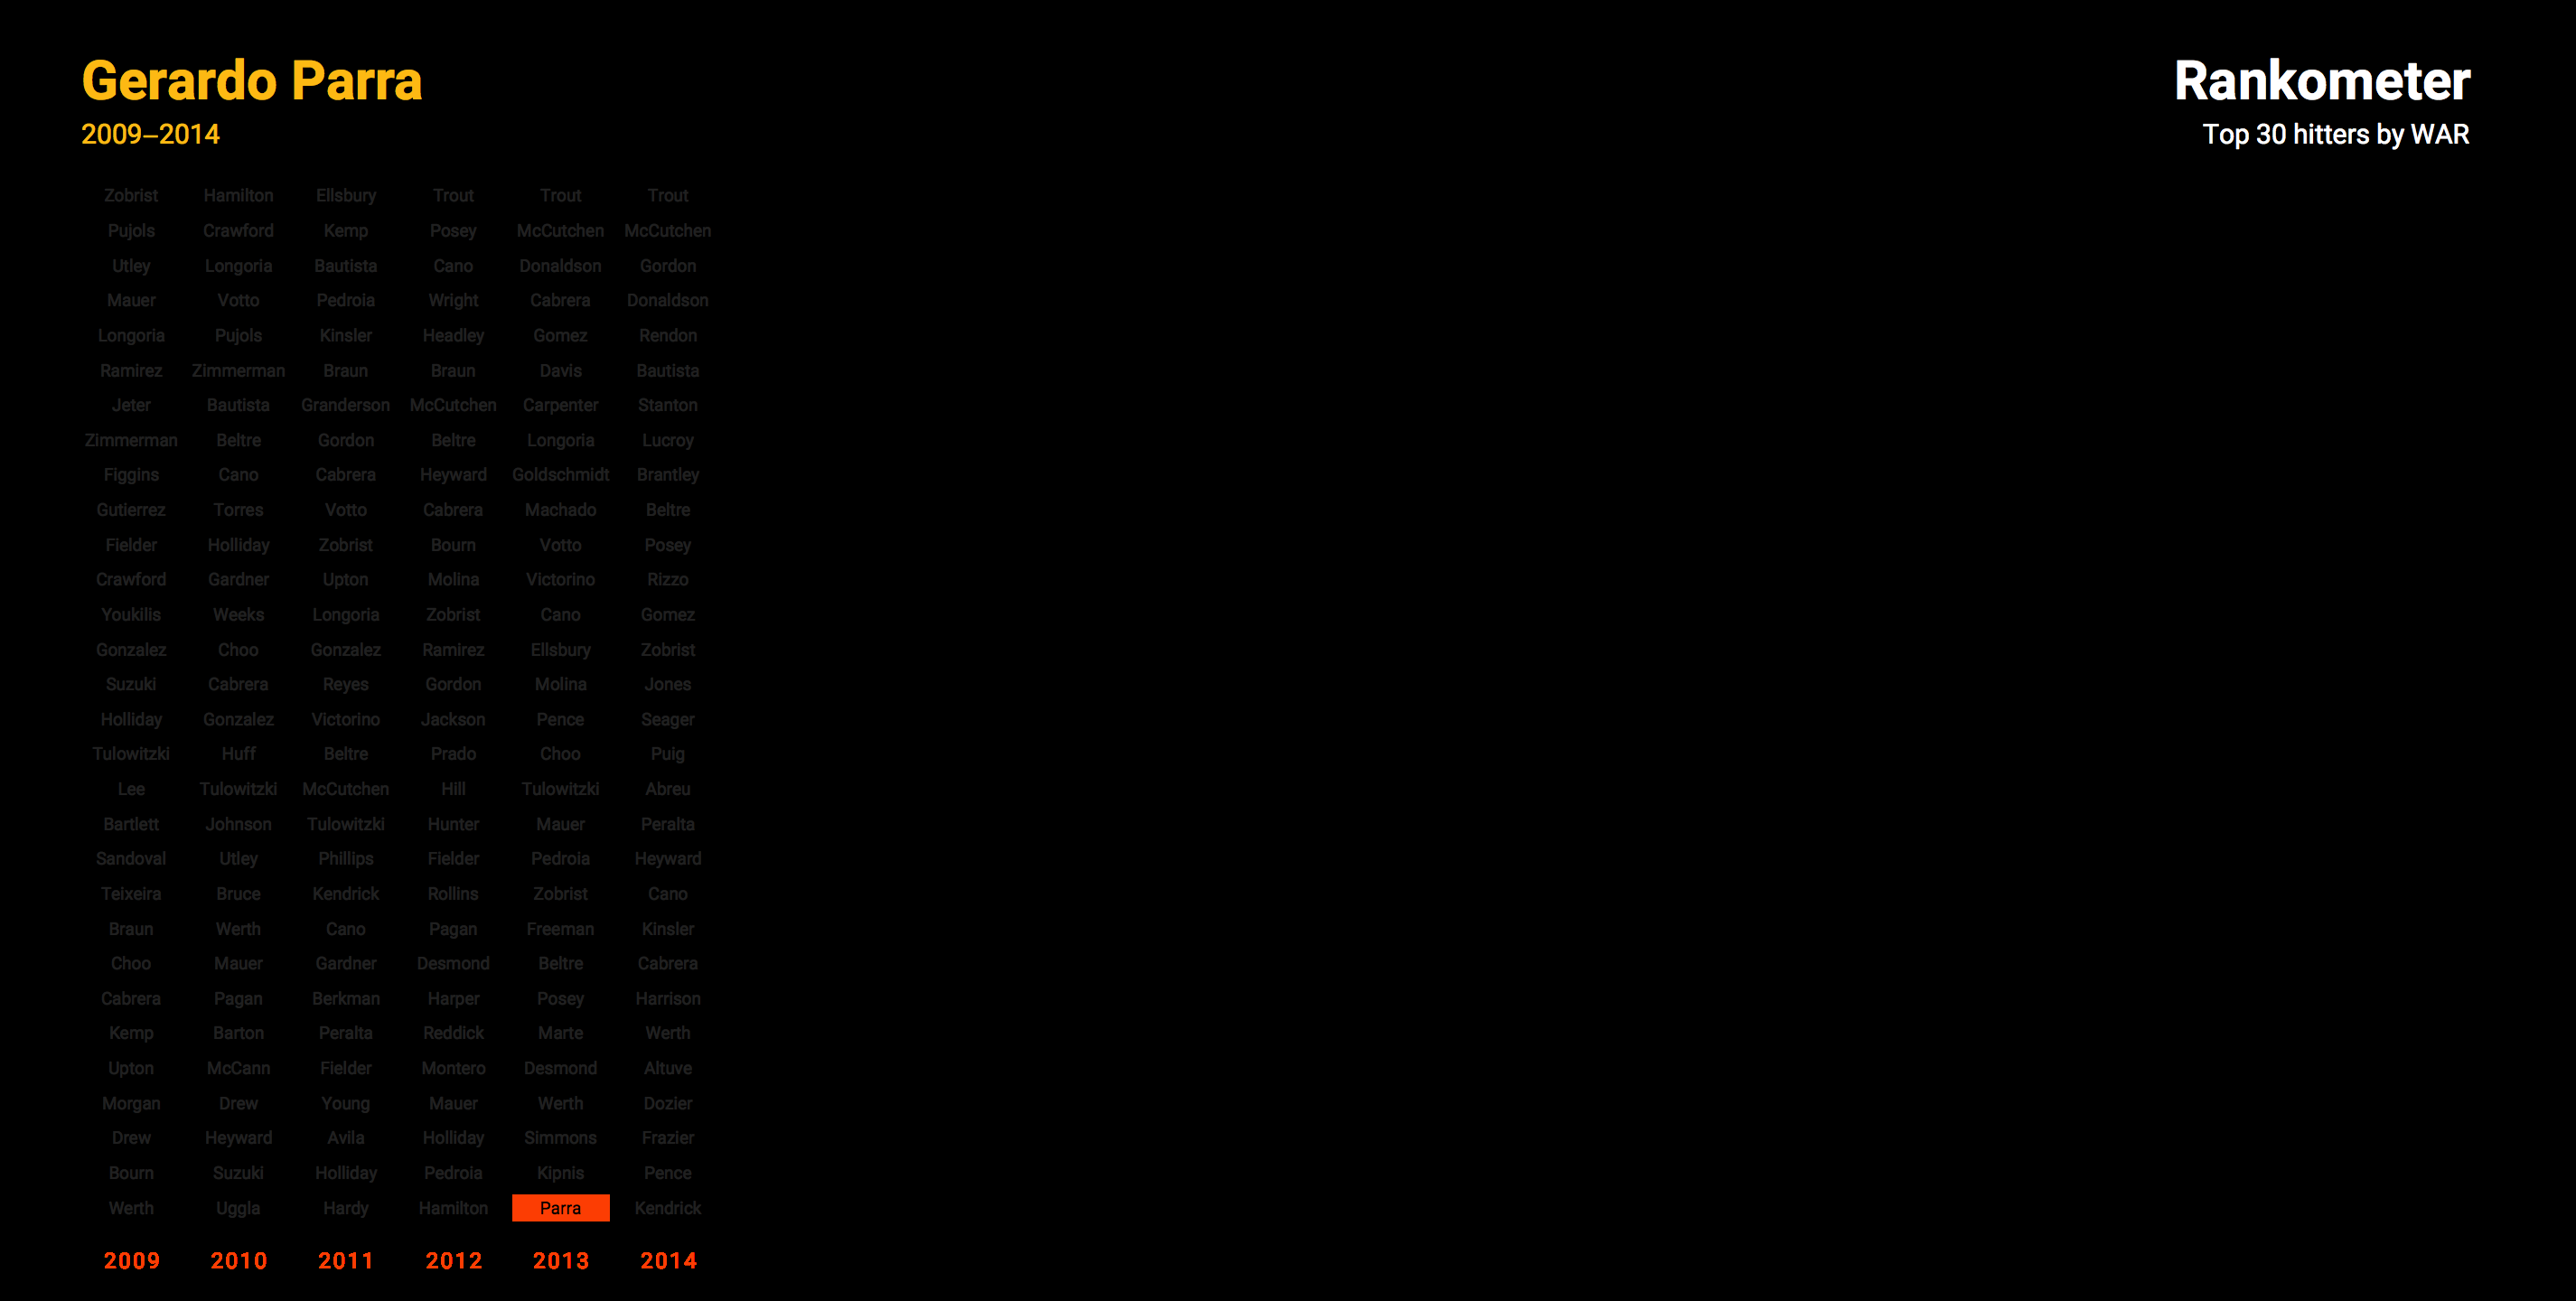 Gerardo Parra
2009–2014
Rankometer
Top 30 hitters by WAR
Zobrist Hamilton Ellsbury Trout Trout Trout
Pujols Crawford Kemp Posey McCutchen McCutchen
Utley Longoria Bautista Cano Donaldson Gordon
Mauer Votto Pedroia Wright Cabrera Donaldson
Longoria Pujols Kinsler Headley Gomez Rendon
Ramirez Zimmerman Braun Braun Davis Bautista
Jeter Bautista Granderson McCutchen Carpenter Stanton
Zimmerman Beltre Gordon Beltre Longoria Lucroy
Figgins Cano Cabrera Heyward Goldschmidt Brantley
Gutierrez Torres Votto Cabrera Machado Beltre
Fielder Holliday Zobrist Bourn Votto Posey
Crawford Gardner Upton Molina Victorino Rizzo
Youkilis Weeks Longoria Zobrist Cano Gomez
Gonzalez Choo Gonzalez Ramirez Ellsbury Zobrist
Suzuki Cabrera Reyes Gordon Molina Jones
Holliday Gonzalez Victorino Jackson Pence Seager
Tulowitzki Huff Beltre Prado Choo Puig
Lee Tulowitzki McCutchen Hill Tulowitzki Abreu
Bartlett Johnson Tulowitzki Hunter Mauer Peralta
Sandoval Utley Phillips Fielder Pedroia Heyward
Teixeira Bruce Kendrick Rollins Zobrist Cano
Braun Werth Cano Pagan Freeman Kinsler
Choo Mauer Gardner Desmond Beltre Cabrera
Cabrera Pagan Berkman Harper Posey Harrison
Kemp Barton Peralta Reddick Marte Werth
Upton McCann Fielder Montero Desmond Altuve
Morgan Drew Young Mauer Werth Dozier
Drew Heyward Avila Holliday Simmons Frazier
Bourn Suzuki Holliday Pedroia Kipnis Pence
Werth Uggla Hardy Hamilton Parra Kendrick
2009 2010 2011 2012 2013 2014